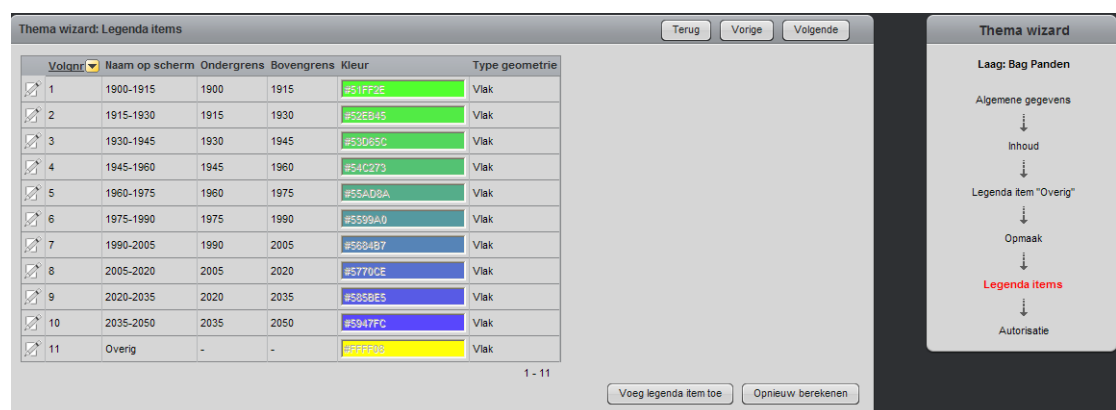 Thema wizard: Legenda items
Terug Vorige Volgende
Volgnr Naam op scherm Ondergrens Bovengrens Kleur Type geometrie
1 1900-1915 1900 1915 #51FF2E Vlak
2 1915-1930 1915 1930 #52EB45 Vlak
3 1930-1945 1930 1945 #53D65C Vlak
4 1945-1960 1945 1960 #54C273 Vlak
5 1960-1975 1960 1975 #55AD8A Vlak
6 1975-1990 1975 1990 #5599A0 Vlak
7 1990-2005 1990 2005 #5684B7 Vlak
8 2005-2020 2005 2020 #5770CE Vlak
9 2020-2035 2020 2035 #585BE5 Vlak
10 2035-2050 2035 2050 #5947FC Vlak
11 Overig - - Vlak
1 - 11
Voeg legenda item toe Opnieuw berekenen
Thema wizard
Laag: Bag Panden
Algemene gegevens
Inhoud
Legenda item "Overig"
Opmaak
Legenda items
Autorisatie